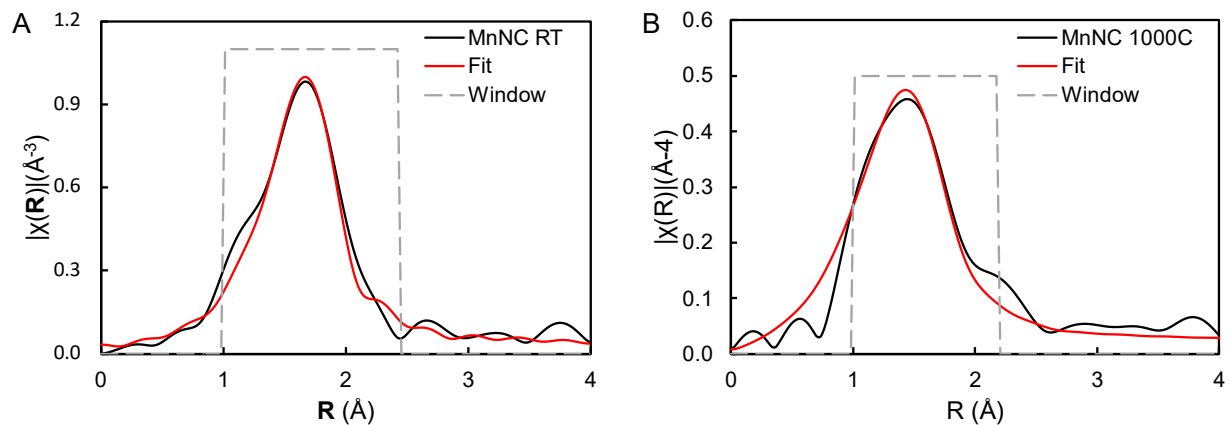 A
1.2
0.9
0.6
0.3
0.0
|χ(R)|(Å-3)
MnNC RT
Fit
Window
0 1 2 3 4
R (Å)
B
0.6
0.5
0.4
0.3
0.2
0.1
0.0
|χ(R)|(Å-4)
MnNC 1000C
Fit
Window
0 1 2 3 4
R (Å)